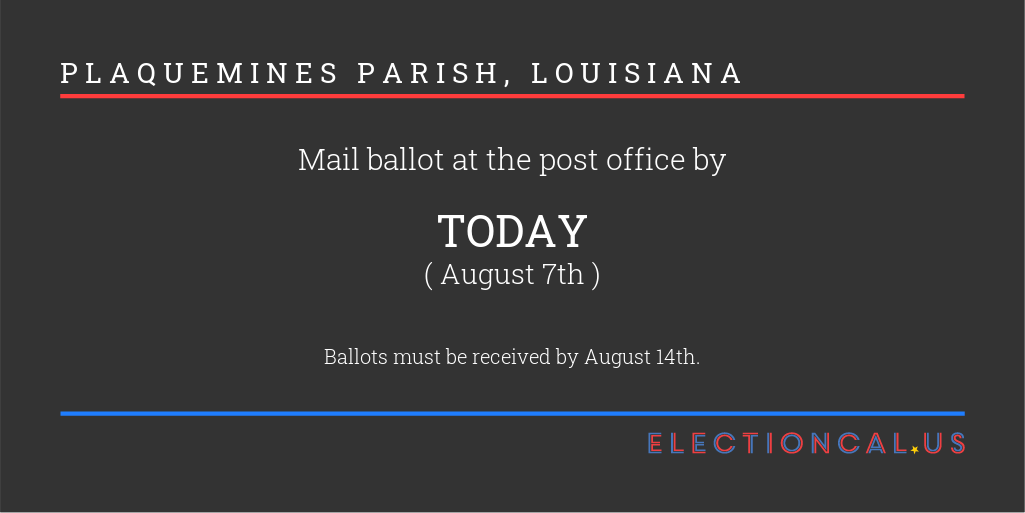 PLAQUEMINES PARISH, LOUISIANA
Mail ballot at the post office by
TODAY
( August 7th )
Ballots must be received by August 14th.
ELECTIONCAL.US